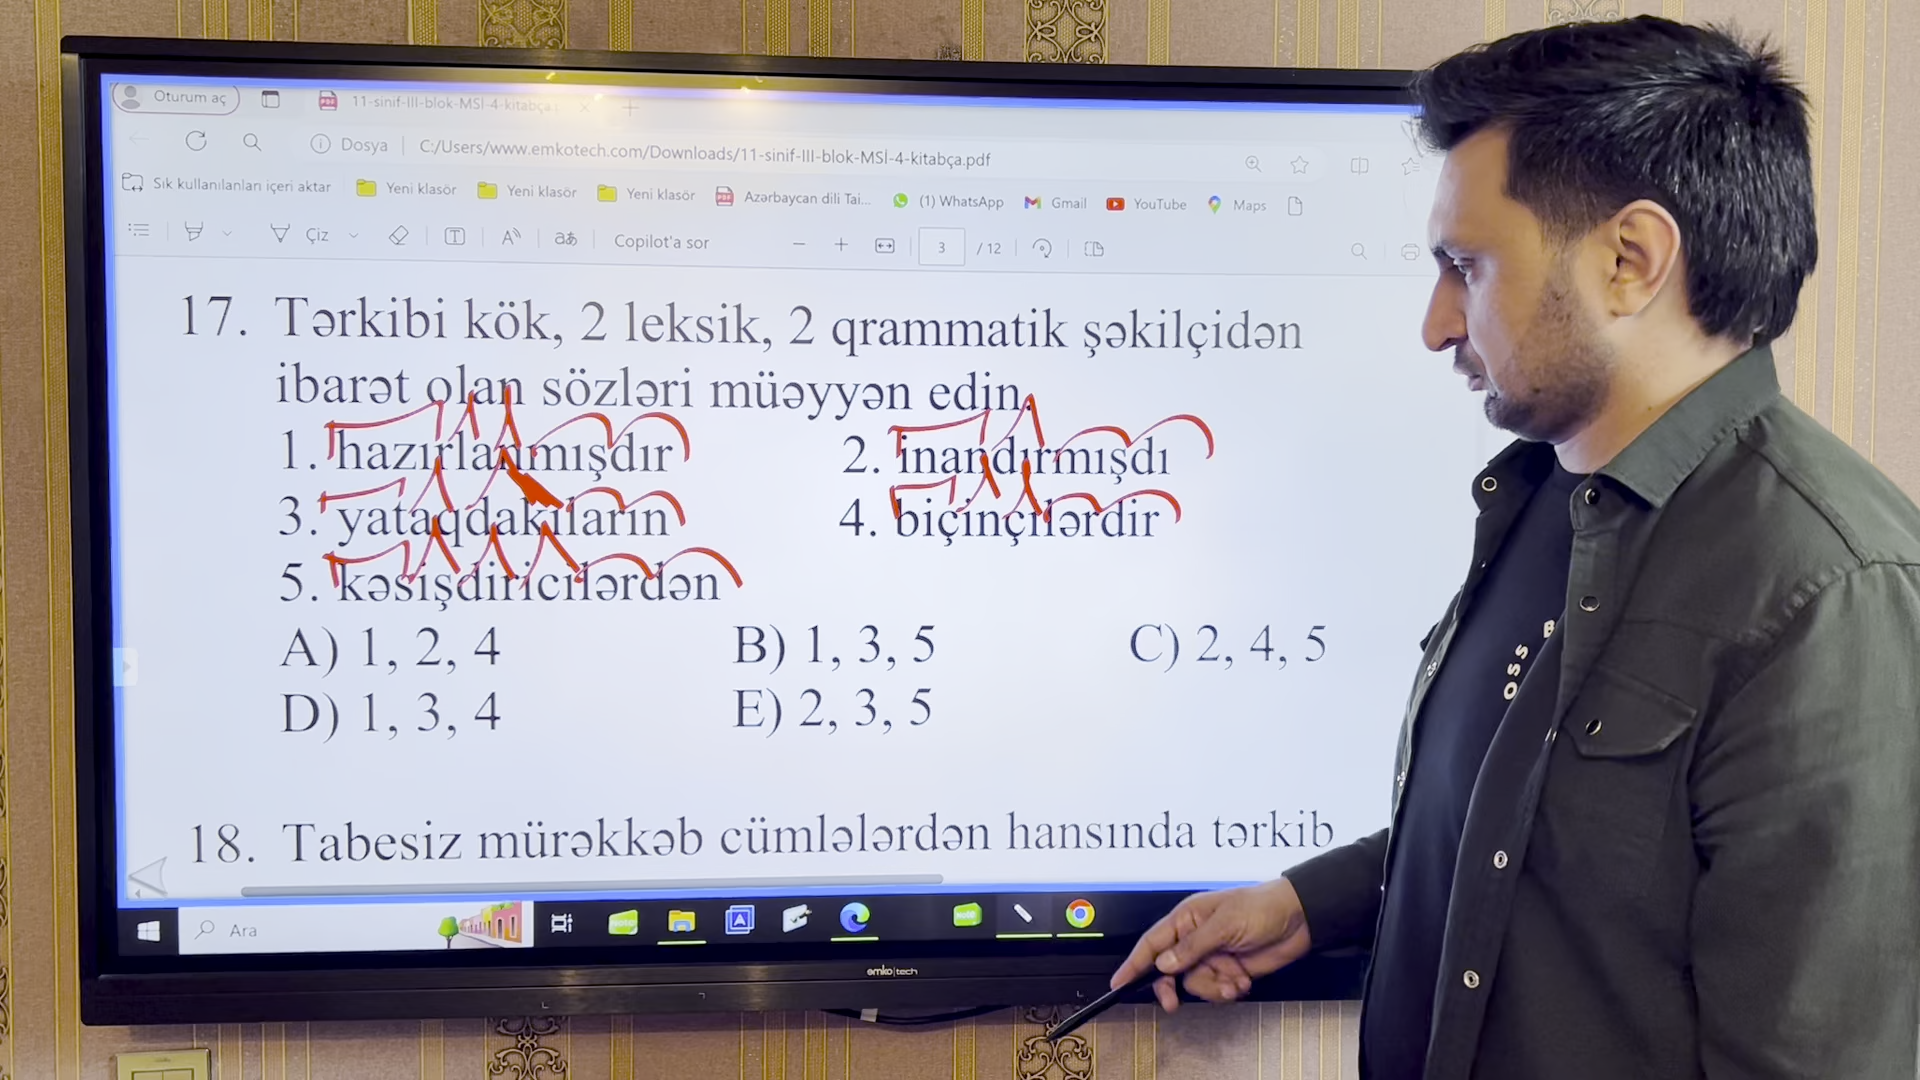 Oturum aç
11-sinif-III-blok-MSİ-4-kitabça
Dosya C:/Users/www.emkotech.com/Downloads/11-sinif-III-blok-MSİ-4-kitabça.pdf
Sık kullanılanları içeri aktar Yeni klasör Yeni klasör Yeni klasör Azərbaycan dili Tai... (1) WhatsApp Gmail YouTube Maps
Çiz Copilot'a sor 3 / 12
17. Tərkibi kök, 2 leksik, 2 qrammatik şəkilçidən
ibarət olan sözləri müəyyən edin.
1. hazırlanmışdır 2. inandırmışdı
3. yataqdakıların 4. biçinçilərdir
5. kəsişdiricilərdən
A) 1, 2, 4 B) 1, 3, 5 C) 2, 4, 5
D) 1, 3, 4 E) 2, 3, 5
18. Tabesiz mürəkkəb cümlələrdən hansında tərkib
Ara
emko|tech